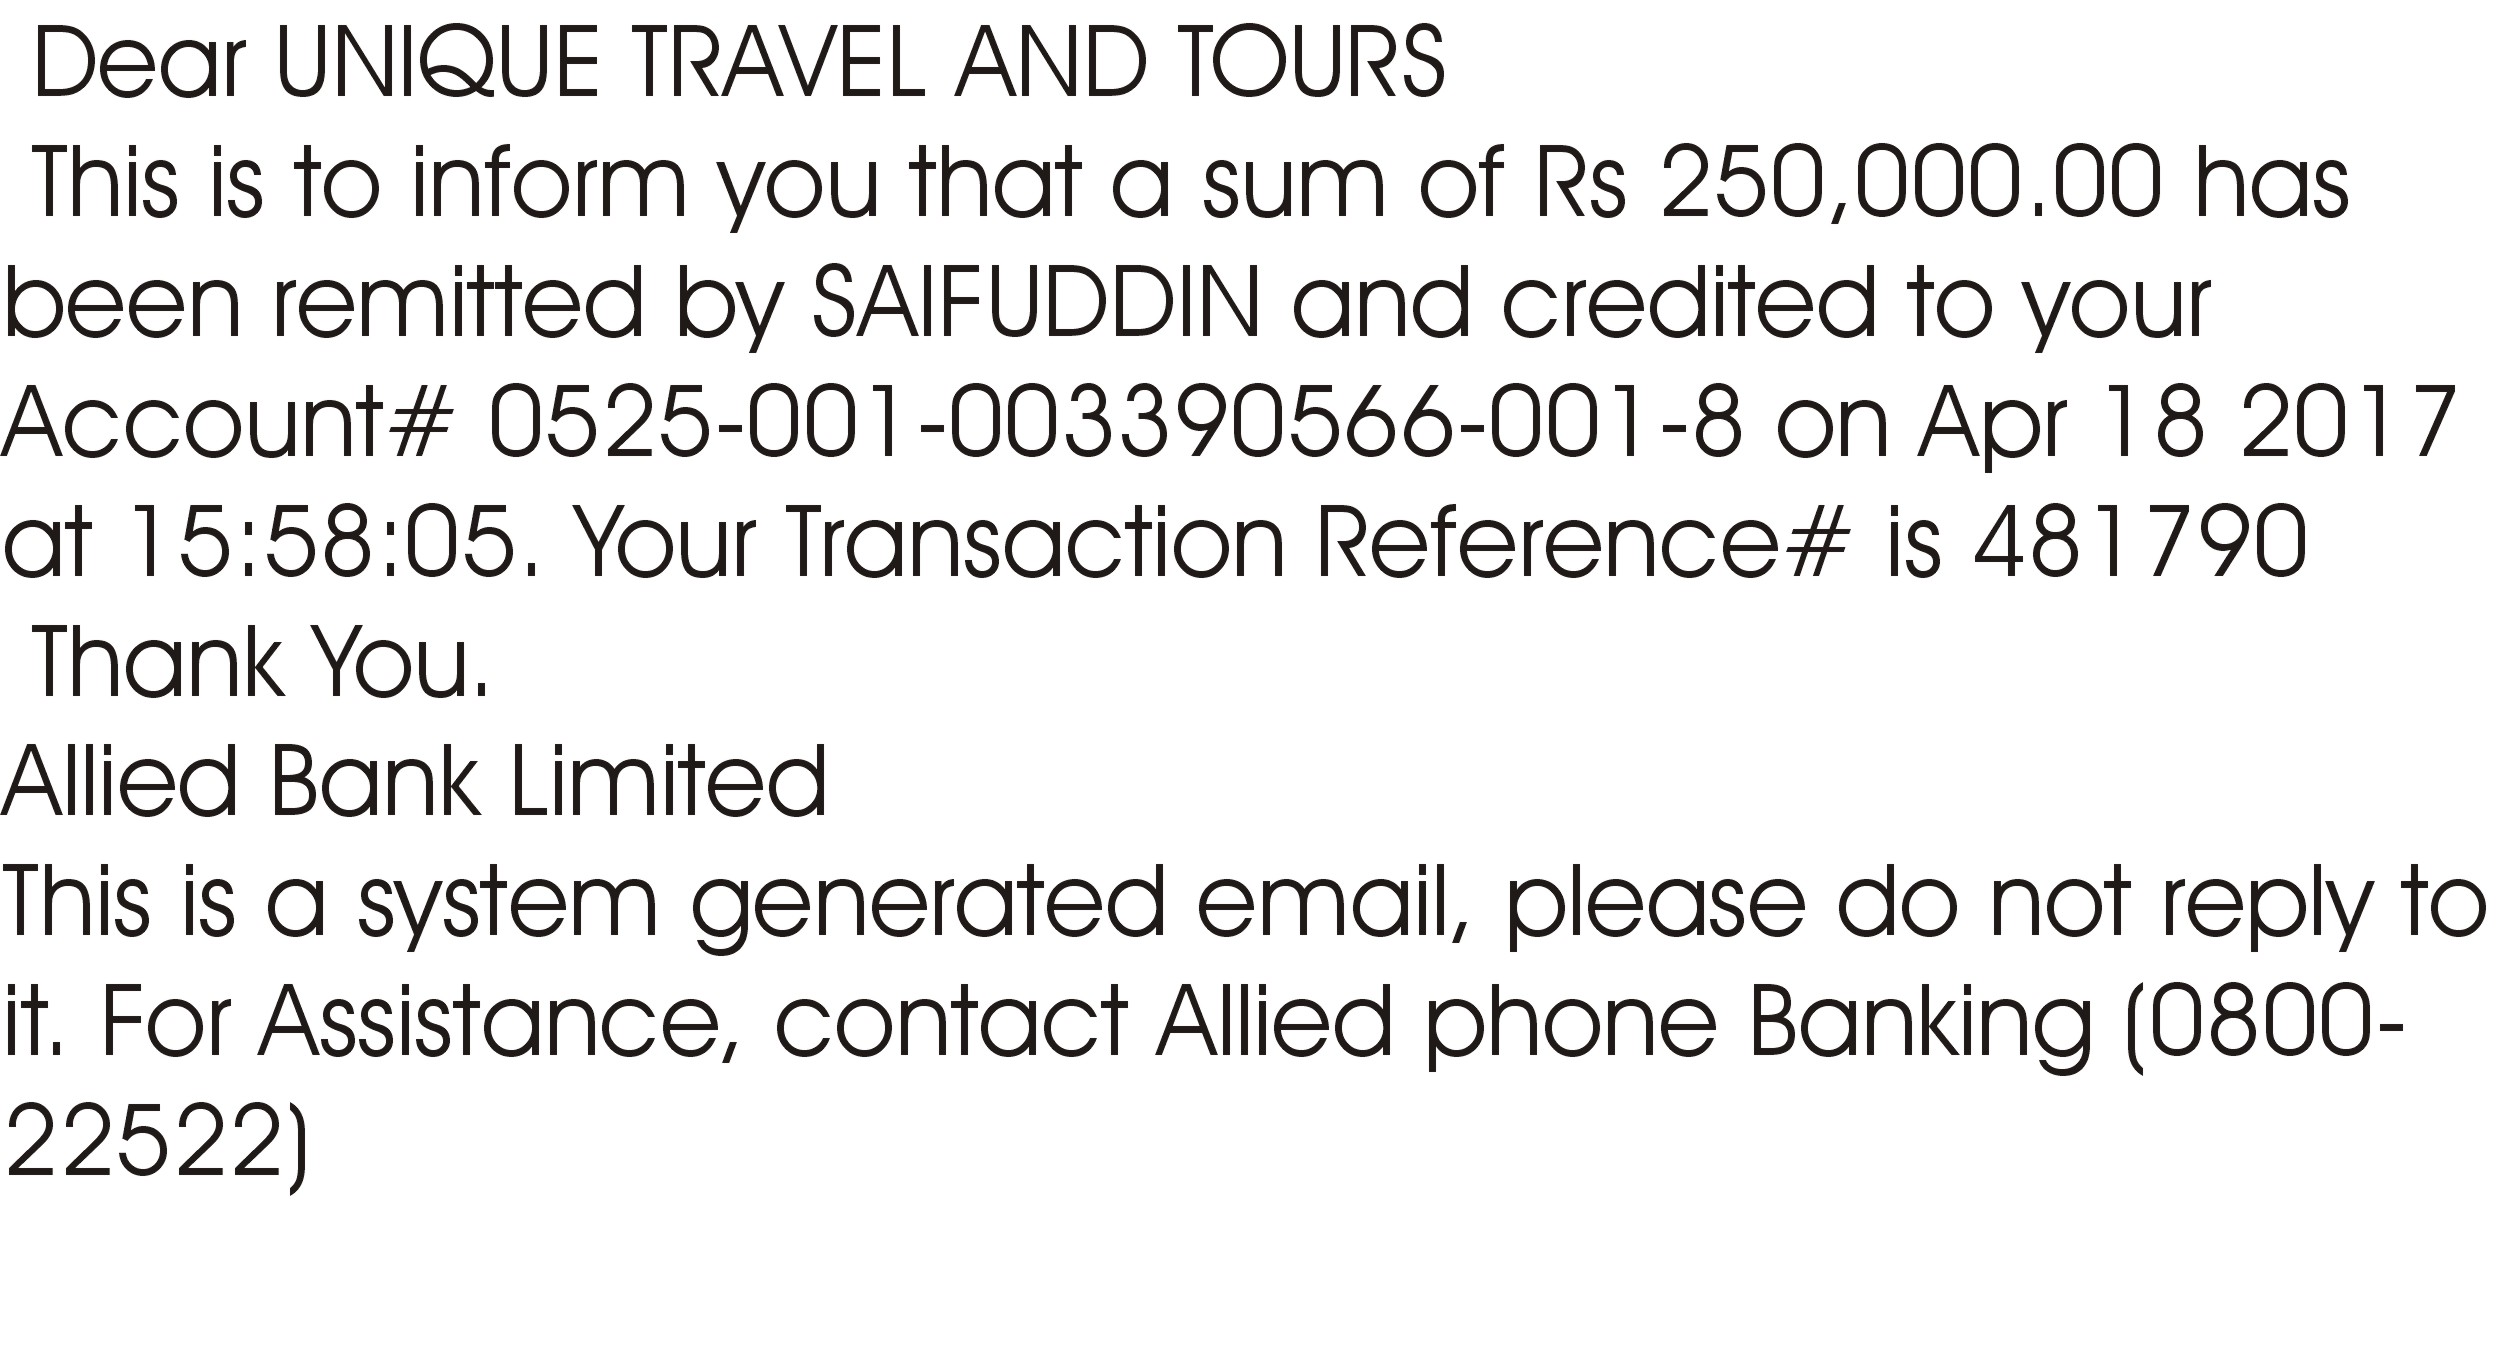 Dear UNIQUE TRAVEL AND TOURS
This is to inform you that a sum of Rs 250,000.00 has
been remitted by SAIFUDDIN and credited to your
Account# 0525-001-003390566-001-8 on Apr 18 2017
at 15:58:05. Your Transaction Reference# is 481790
Thank You.
Allied Bank Limited
This is a system generated email, please do not reply to
it. For Assistance, contact Allied phone Banking (0800-
22522)